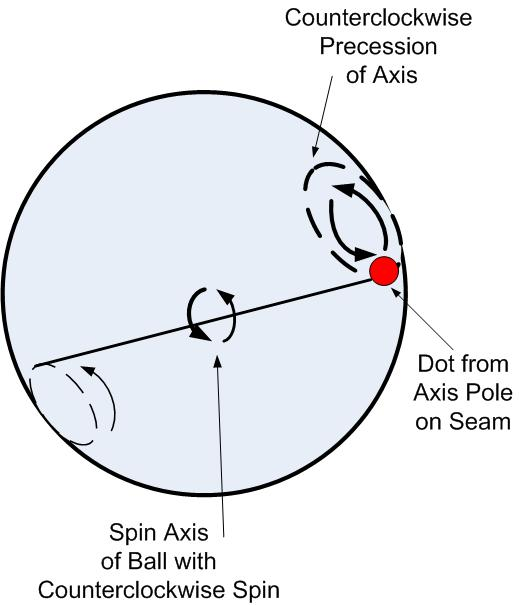 Counterclockwise
Precession
of Axis
Dot from
Axis Pole
on Seam
Spin Axis
of Ball with
Counterclockwise Spin